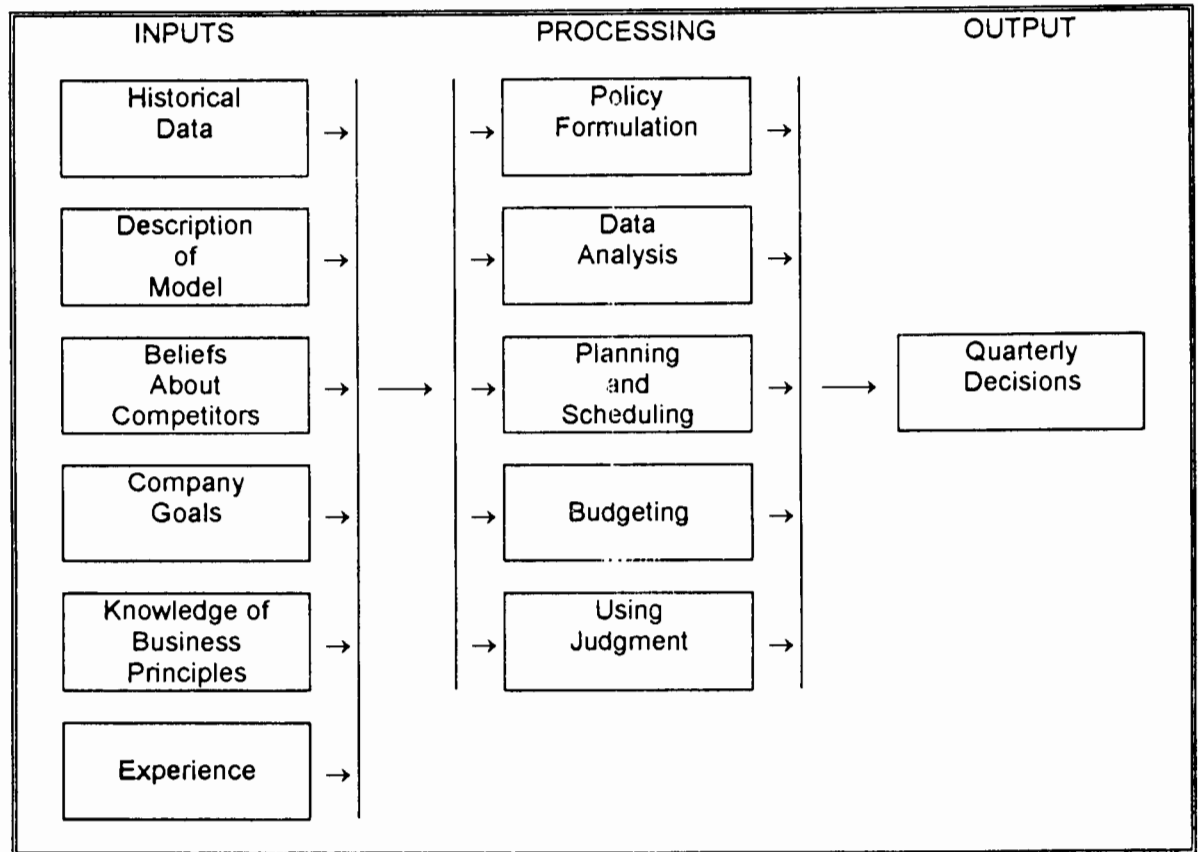 INPUTS
PROCESSING
OUTPUT
Historical
Data
Description
of
Model
Beliefs
About
Competitors
Company
Goals
Knowledge of
Business
Principles
Experience
Policy
Formulation
Data
Analysis
Planning
and
Scheduling
Budgeting
Using
Judgment
Quarterly
Decisions